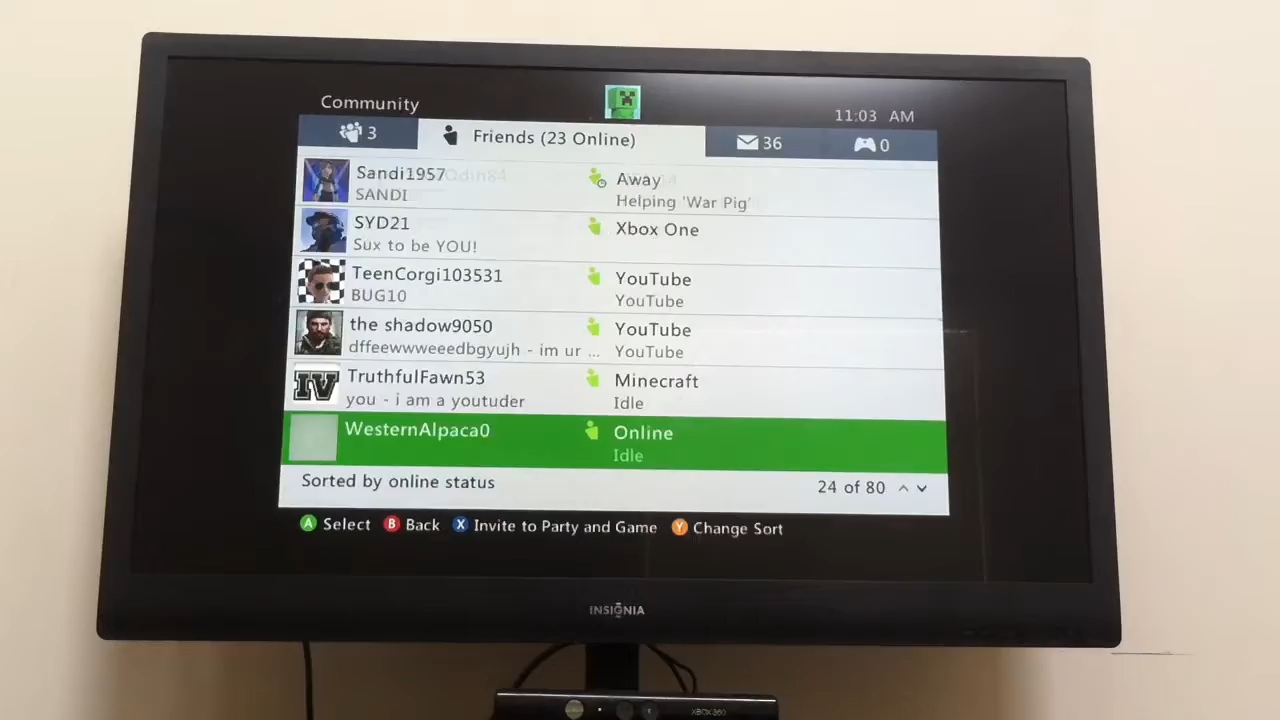 Community
11:03 AM
3
Friends (23 Online)
36
0
Sandi1957
Away
SANDI
Helping 'War Pig'
SYD21
Xbox One
Sux to be YOU!
TeenCorgi103531
YouTube
BUG10
YouTube
the shadow9050
YouTube
dffeewwweeedbgyujh - im ur ...
YouTube
TruthfulFawn53
Minecraft
you - i am a youtuder
Idle
IV
WesternAlpaca0
Online
Idle
Sorted by online status
24 of 80
A Select B Back X Invite to Party and Game Y Change Sort
INSIGNIA
XBOX360